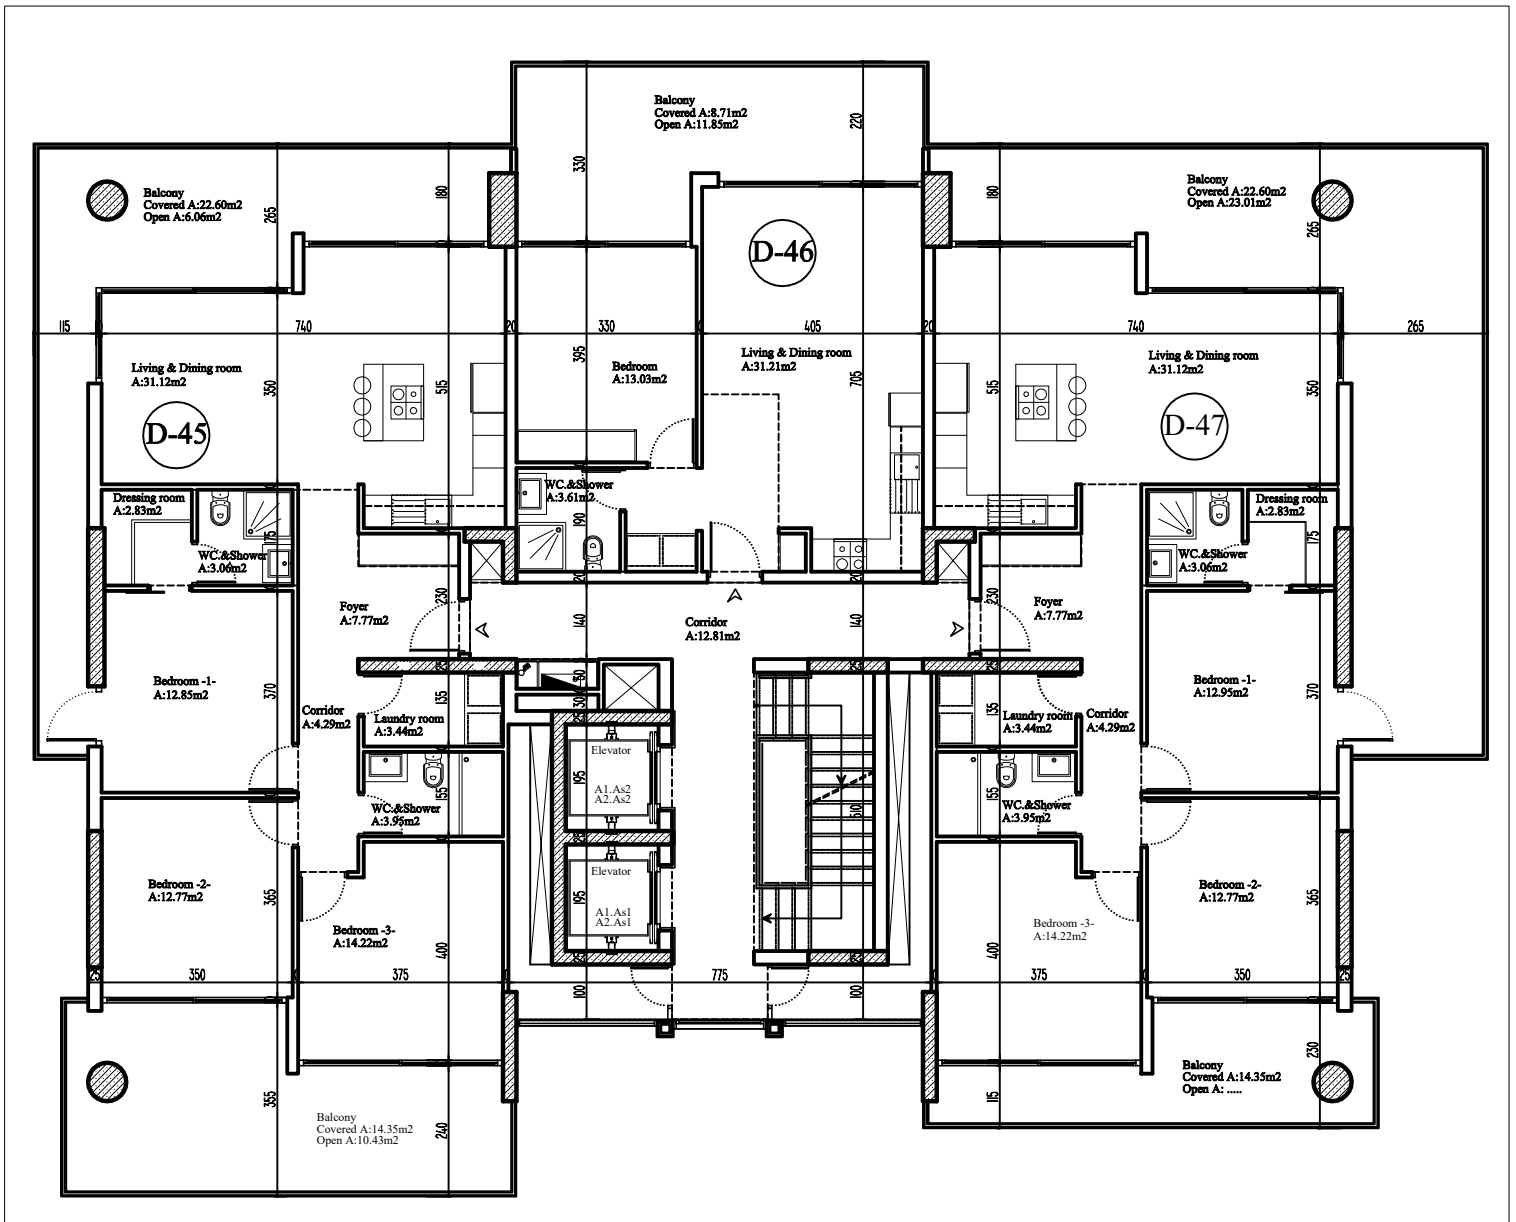 Balcony
Covered A:8.71m2
Open A:11.85m2
220
330
Balcony
Covered A:22.60m2
Open A:6.06m2
265
180
180
Balcony
Covered A:22.60m2
Open A:23.01m2
265
D-46
115
740
20
330
405
20
740
265
Living & Dining room
A:31.12m2
350
515
395
Bedroom
A:13.03m2
Living & Dining room
A:31.21m2
705
515
Living & Dining room
A:31.12m2
350
D-45
D-47
Dressing room
A:2.83m2
WC.&Shower
A:3.06m2
175
WC.&Shower
A:3.61m2
190
20
20
Dressing room
A:2.83m2
WC.&Shower
A:3.06m2
175
Foyer
A:7.77m2
230
140
Corridor
A:12.81m2
140
230
Foyer
A:7.77m2
25
25
25
Bedroom -1-
A:12.85m2
370
Corridor
A:4.29m2
Laundry room
A:3.44m2
135
30
25
135
Laundry room
A:3.44m2
Corridor
A:4.29m2
Bedroom -1-
A:12.95m2
370
Elevator
A1.As2
A2.As2
195
WC.&Shower
A:3.95m2
155
510
155
WC.&Shower
A:3.95m2
25
Elevator
A1.As1
A2.As1
195
Bedroom -2-
A:12.77m2
365
Bedroom -3-
A:14.22m2
400
Bedroom -3-
A:14.22m2
400
Bedroom -2-
A:12.77m2
365
25
25
25
350
375
775
375
350
25
100
100
355
Balcony
Covered A:14.35m2
Open A:10.43m2
240
115
Balcony
Covered A:14.35m2
Open A: .....
230